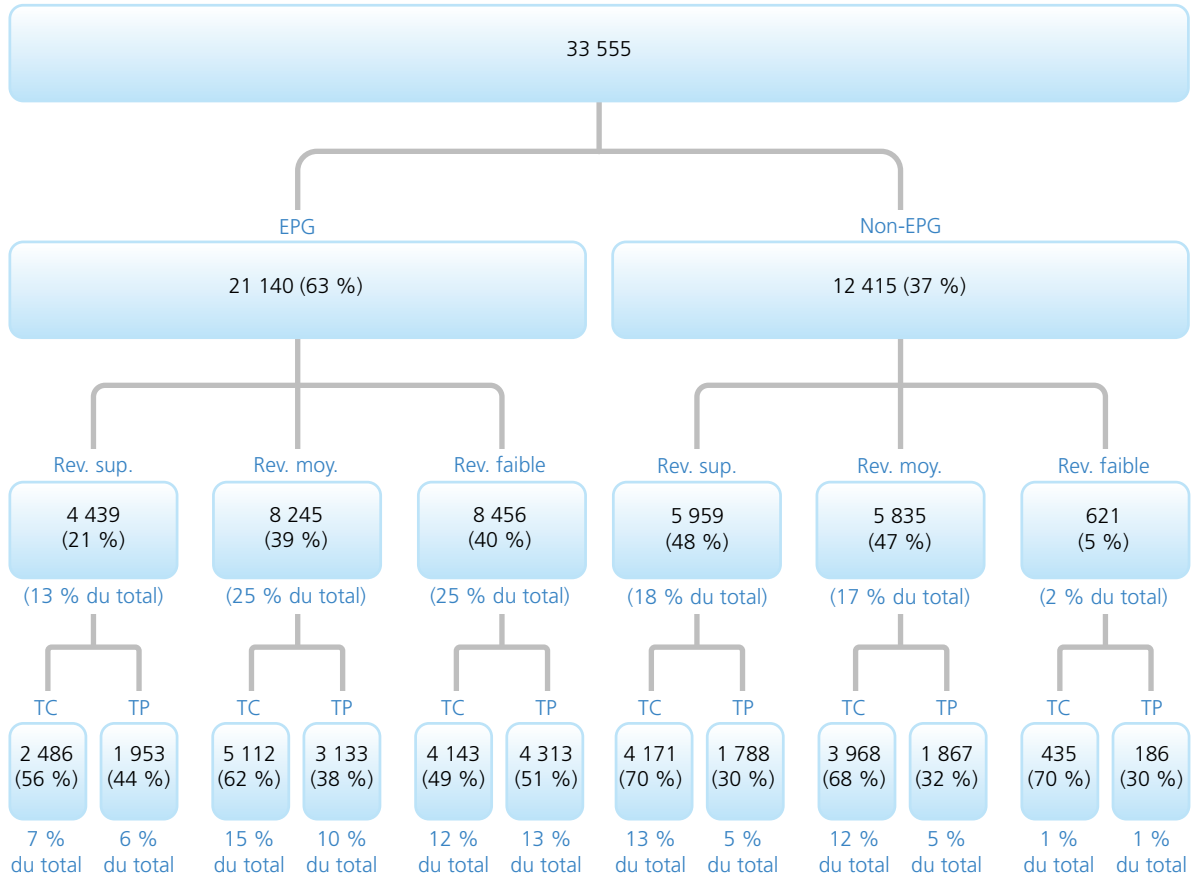 33 555
EPG
Non-EPG
21 140 (63 %)
12 415 (37 %)
Rev. sup.
Rev. moy.
Rev. faible
Rev. sup.
Rev. moy.
Rev. faible
4 439
(21 %)
8 245
(39 %)
8 456
(40 %)
5 959
(48 %)
5 835
(47 %)
621
(5 %)
(13 % du total)
(25 % du total)
(25 % du total)
(18 % du total)
(17 % du total)
(2 % du total)
TC
TP
TC
TP
TC
TP
TC
TP
TC
TP
TC
TP
2 486
(56 %)
1 953
(44 %)
5 112
(62 %)
3 133
(38 %)
4 143
(49 %)
4 313
(51 %)
4 171
(70 %)
1 788
(30 %)
3 968
(68 %)
1 867
(32 %)
435
(70 %)
186
(30 %)
7 %
du total
6 %
du total
15 %
du total
10 %
du total
12 %
du total
13 %
du total
13 %
du total
5 %
du total
12 %
du total
5 %
du total
1 %
du total
1 %
du total